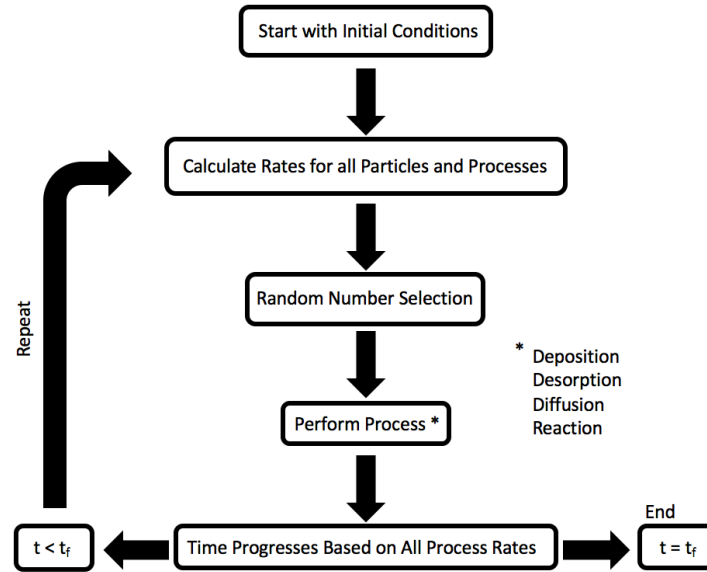 Start with Initial Conditions
Calculate Rates for all Particles and Processes
Random Number Selection
Repeat
* Deposition
Desorption
Diffusion
Reaction
Perform Process *
End
t < tf
Time Progresses Based on All Process Rates
t = tf